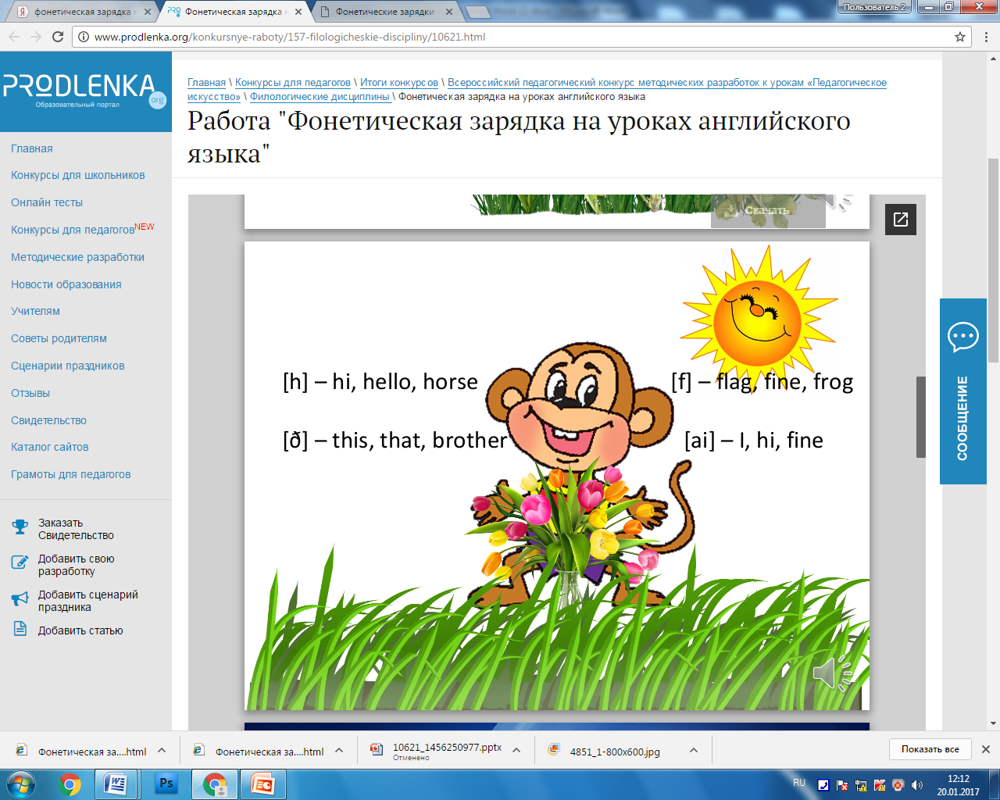 фонетическая зарядка н
Фонетическая зарядка н
Фонетические зарядки
Пользователь 2
www.prodlenka.org/konkursnye-raboty/157-filologicheskie-discipliny/10621.html
PRODLENKA
org
Образовательный портал
Главная
Конкурсы для школьников
Онлайн тесты
Конкурсы для педагоговNEW
Методические разработки
Новости образования
Учителям
Советы родителям
Сценарии праздников
Отзывы
Свидетельство
Каталог сайтов
Грамоты для педагогов
Заказать
Свидетельство
Добавить свою
разработку
Добавить сценарий
праздника
Добавить статью
Главная \ Конкурсы для педагогов \ Итоги конкурсов \ Всероссийский педагогический конкурс методических разработок к урокам «Педагогическое
искусство» \ Филологические дисциплины \ Фонетическая зарядка на уроках английского языка
Работа "Фонетическая зарядка на уроках английского
языка"
Скачать
[h] – hi, hello, horse
[f] – flag, fine, frog
[ð] – this, that, brother
[ai] – I, hi, fine
СООБЩЕНИЕ
Фонетическая за....html
Фонетическая за....html
10621_1456250977.pptx
Отменено
4851_1-800x600.jpg
Показать все
Ps
RU
12:12
20.01.2017